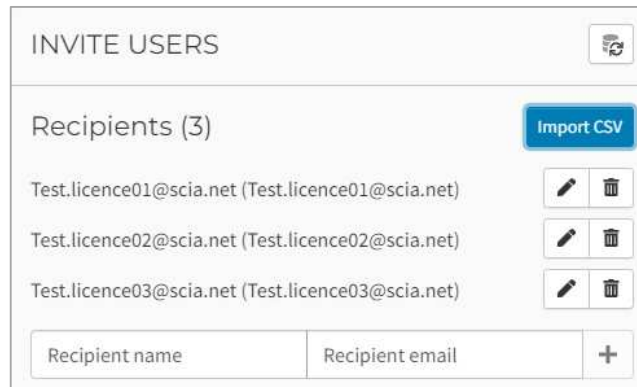 INVITE USERS
Recipients (3) Import CSV
Test.licence01@scia.net (Test.licence01@scia.net)
Test.licence02@scia.net (Test.licence02@scia.net)
Test.licence03@scia.net (Test.licence03@scia.net)
Recipient name Recipient email +